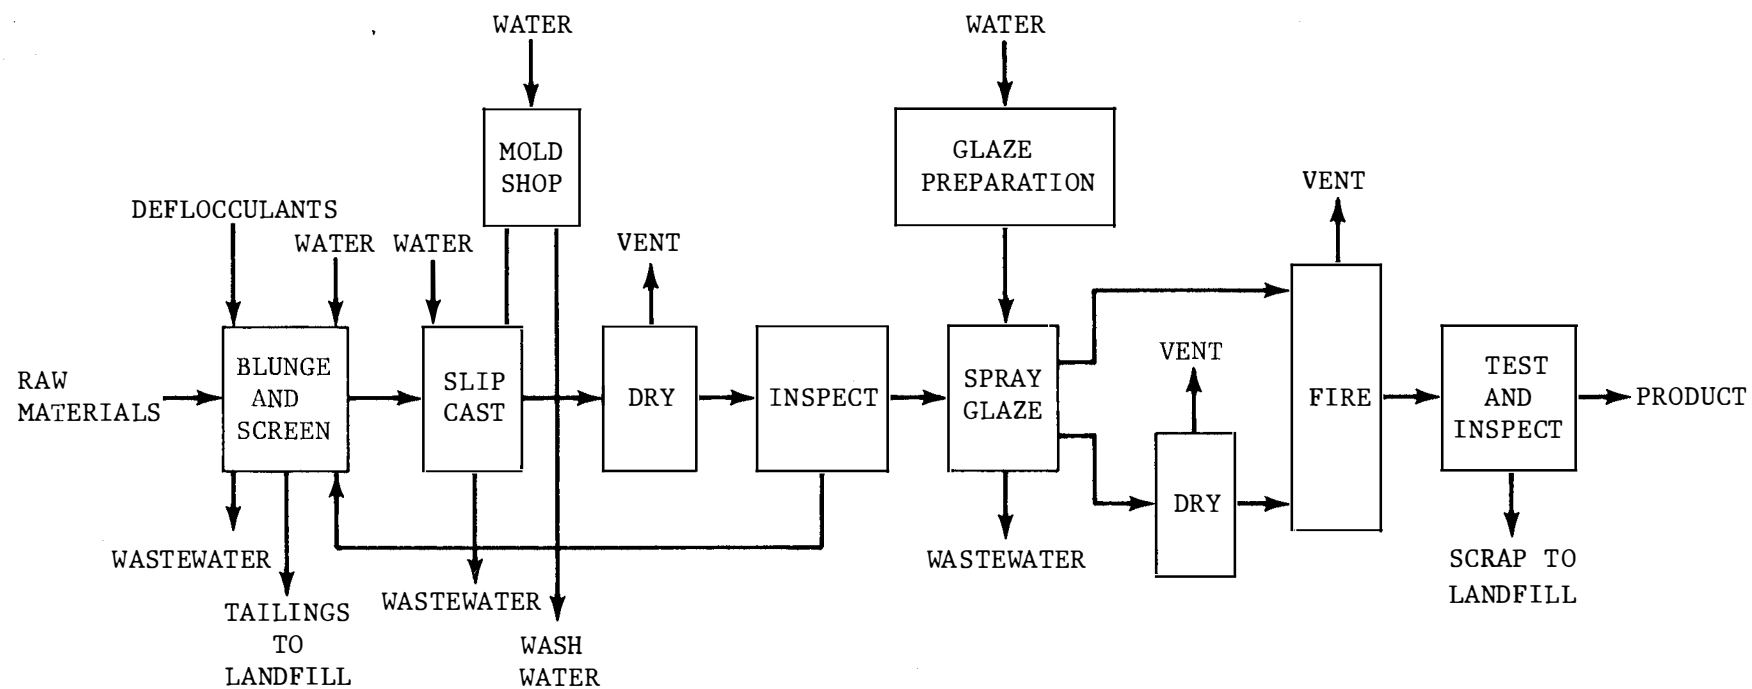 WATER
WATER
MOLD
SHOP
GLAZE
PREPARATION
VENT
DEFLOCCULANTS
WATER
WATER
VENT
RAW
MATERIALS
BLUNGE
AND
SCREEN
SLIP
CAST
DRY
INSPECT
SPRAY
GLAZE
VENT
DRY
FIRE
TEST
AND
INSPECT
PRODUCT
WASTEWATER
TAILINGS
TO
LANDFILL
WASTEWATER
WASH
WATER
WASTEWATER
SCRAP TO
LANDFILL